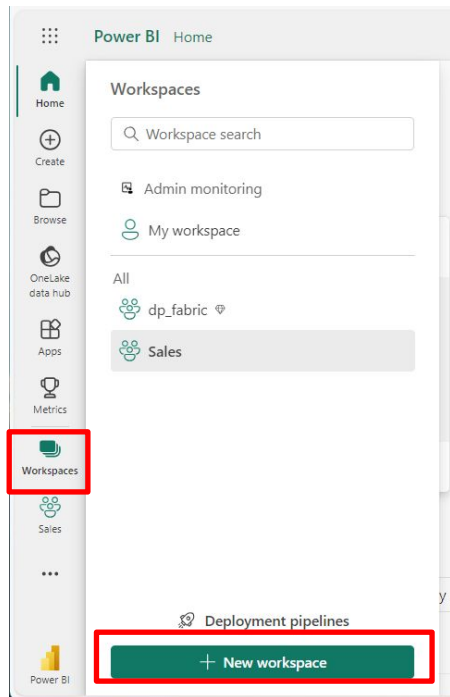 Power BI Home
Home
Create
Browse
OneLake
data hub
Apps
Metrics
Workspaces
Sales
Power BI
Workspaces
Workspace search
Admin monitoring
My workspace
All
dp_fabric
Sales
Deployment pipelines
New workspace
y